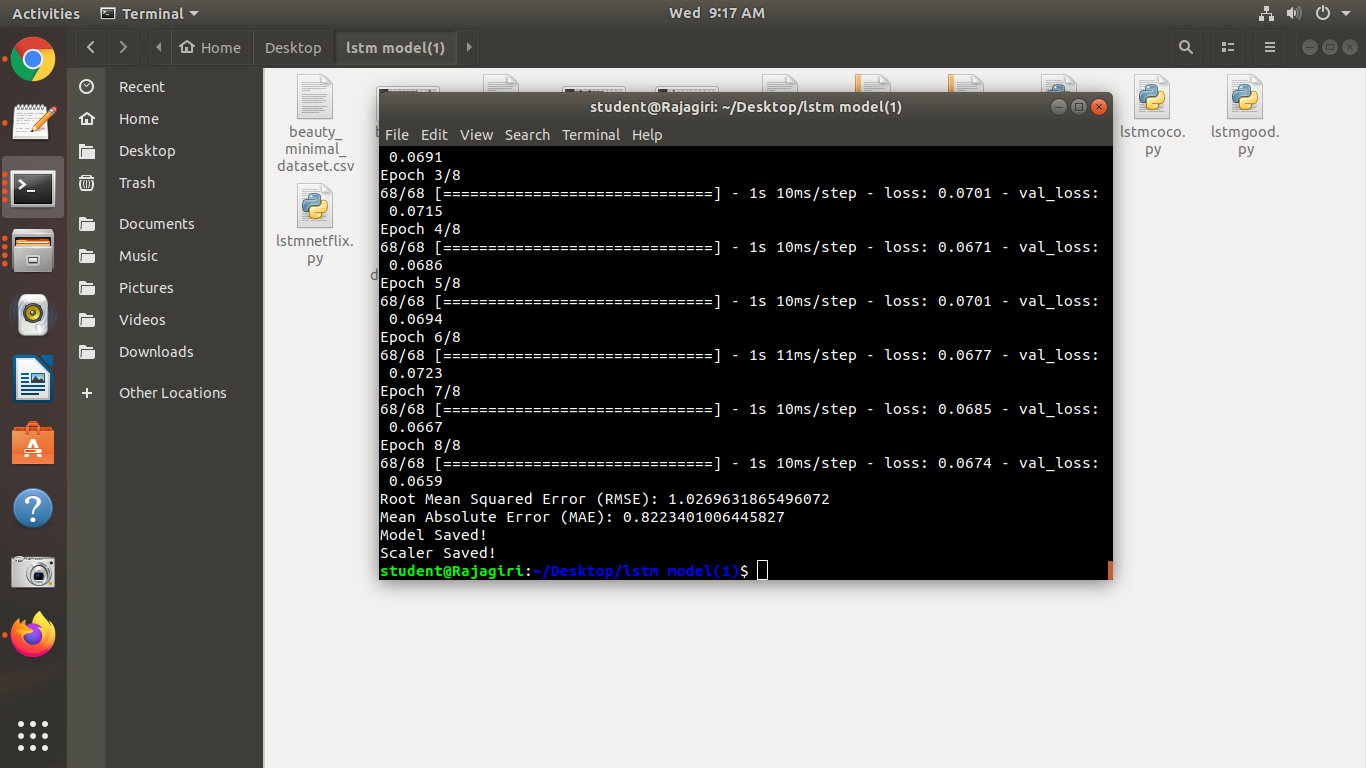 Activities
Terminal
Wed 9:17 AM
Home
Desktop
lstm model(1)
Recent
Home
Desktop
Trash
Documents
Music
Pictures
Videos
Downloads
Other Locations
beauty_
minimal_
dataset.csv
lstmnetflix.
py
lstmcoco.
py
lstmgood.
py
student@Rajagiri: ~/Desktop/lstm model(1)
File Edit View Search Terminal Help
0.0691
Epoch 3/8
68/68 [==============================] - 1s 10ms/step - loss: 0.0701 - val_loss:
0.0715
Epoch 4/8
68/68 [==============================] - 1s 10ms/step - loss: 0.0671 - val_loss:
0.0686
Epoch 5/8
68/68 [==============================] - 1s 10ms/step - loss: 0.0701 - val_loss:
0.0694
Epoch 6/8
68/68 [==============================] - 1s 11ms/step - loss: 0.0677 - val_loss:
0.0723
Epoch 7/8
68/68 [==============================] - 1s 10ms/step - loss: 0.0685 - val_loss:
0.0667
Epoch 8/8
68/68 [==============================] - 1s 10ms/step - loss: 0.0674 - val_loss:
0.0659
Root Mean Squared Error (RMSE): 1.0269631865496072
Mean Absolute Error (MAE): 0.8223401006445827
Model Saved!
Scaler Saved!
student@Rajagiri:~/Desktop/lstm model(1)$